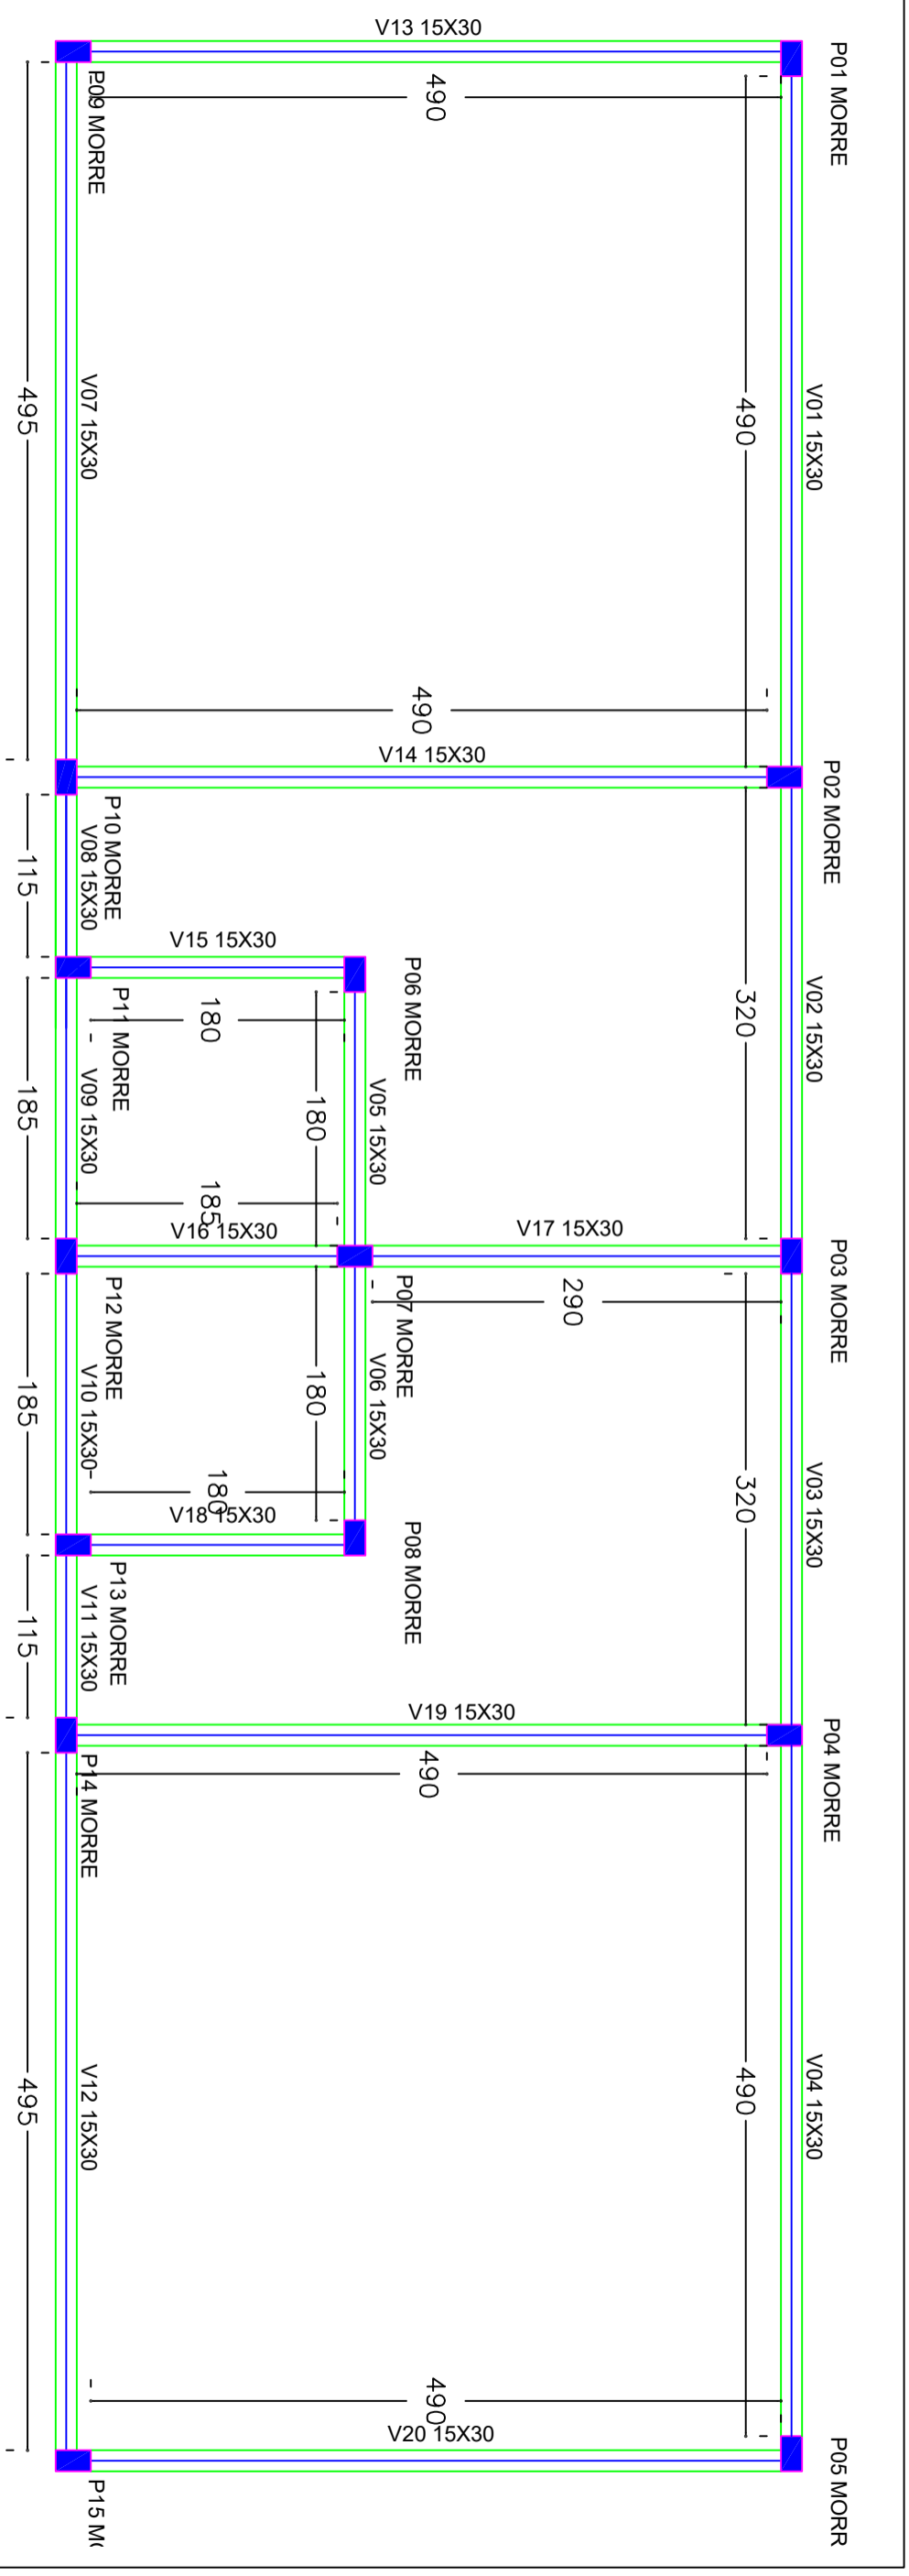 V13 15X30
P01 MORRE
P09 MORRE
490
V01 15X30
490
V07 15X30
495
490
V14 15X30
P02 MORRE
P10 MORRE
V08 15X30
115
V15 15X30
P06 MORRE
V02 15X30
320
P11 MORRE
180
V09 15X30
185
180
V05 15X30
185
V16 15X30
V17 15X30
P03 MORRE
290
P12 MORRE
P07 MORRE
V06 15X30
180
V10 15X30
185
V03 15X30
320
180
V18 15X30
P08 MORRE
P13 MORRE
V11 15X30
115
V19 15X30
P04 MORRE
490
P14 MORRE
V04 15X30
490
V12 15X30
495
490
V20 15X30
P05 MORR
P15